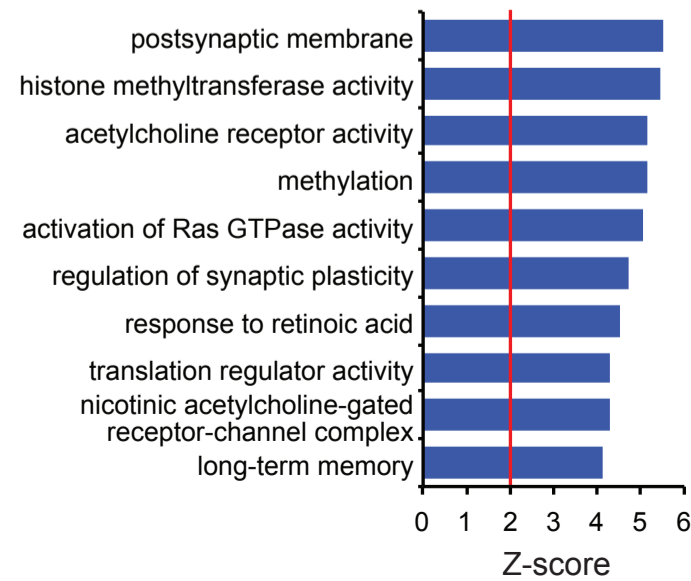 postsynaptic membrane
histone methyltransferase activity
acetylcholine receptor activity
methylation
activation of Ras GTPase activity
regulation of synaptic plasticity
response to retinoic acid
translation regulator activity
nicotinic acetylcholine-gated
receptor-channel complex
long-term memory
0 1 2 3 4 5 6
Z-score